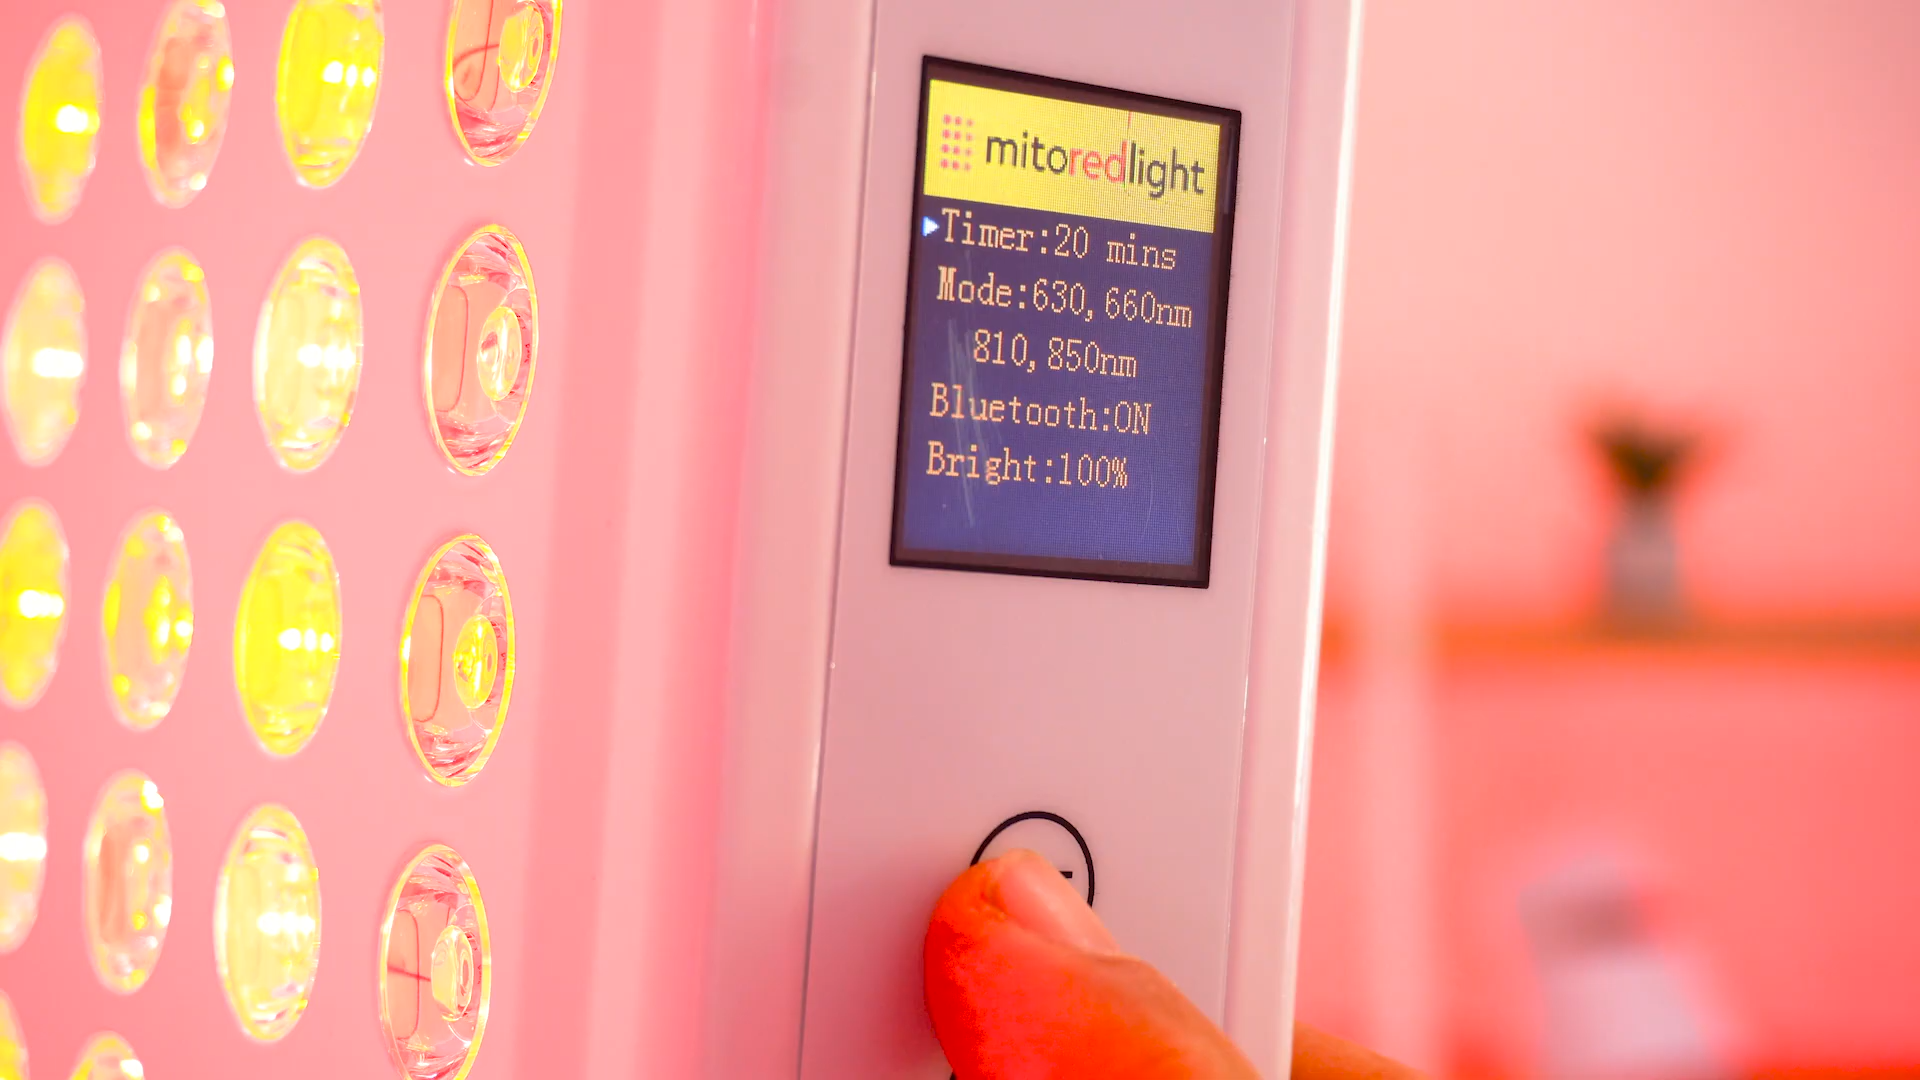 mitoredlight
Timer:20 mins
Mode:630,660nm
810,850nm
Bluetooth:ON
Bright:100%